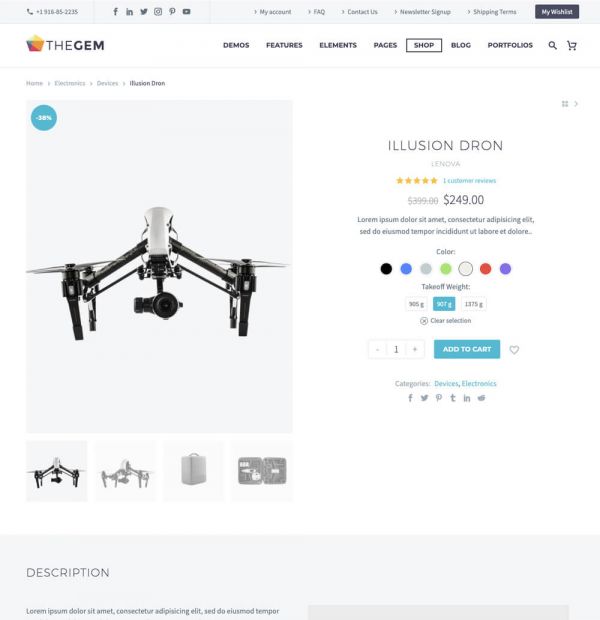 +1 916-85-2235
My account
FAQ
Contact Us
Newsletter Signup
Shipping Terms
My Wishlist
THEGEM
DEMOS
FEATURES
ELEMENTS
PAGES
SHOP
BLOG
PORTFOLIOS
Home > Electronics > Devices > Illusion Dron
-38%
ILLUSION DRON
LENOVA
1 customer reviews
$399.00 $249.00
Lorem ipsum dolor sit amet, consectetur adipisicing elit,
sed do eiusmod tempor incididunt ut labore et dolore..
Color:
Takeoff Weight:
905 g 907 g 1375 g
Clear selection
- 1 + ADD TO CART
Categories: Devices, Electronics
DESCRIPTION
Lorem ipsum dolor sit amet, consectetur adipisicing tempor